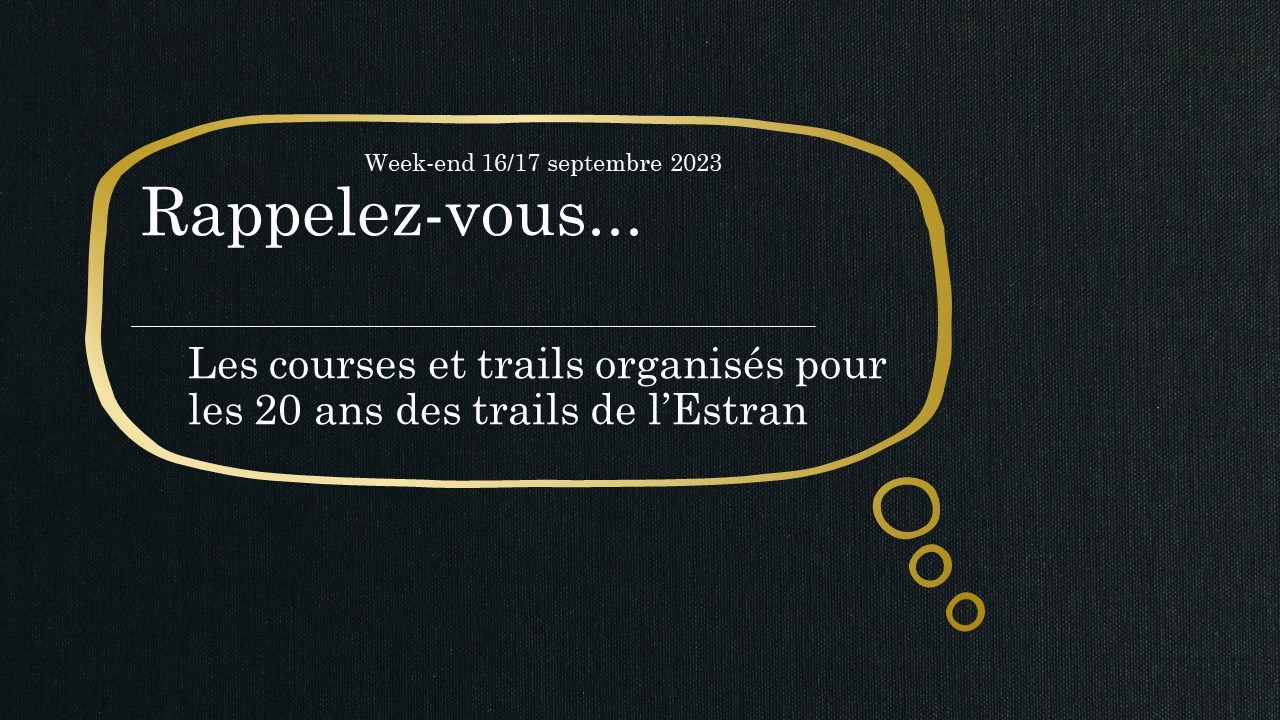 Week-end 16/17 septembre 2023
Rappelez-vous...
Les courses et trails organisés pour
les 20 ans des trails de l’Estran